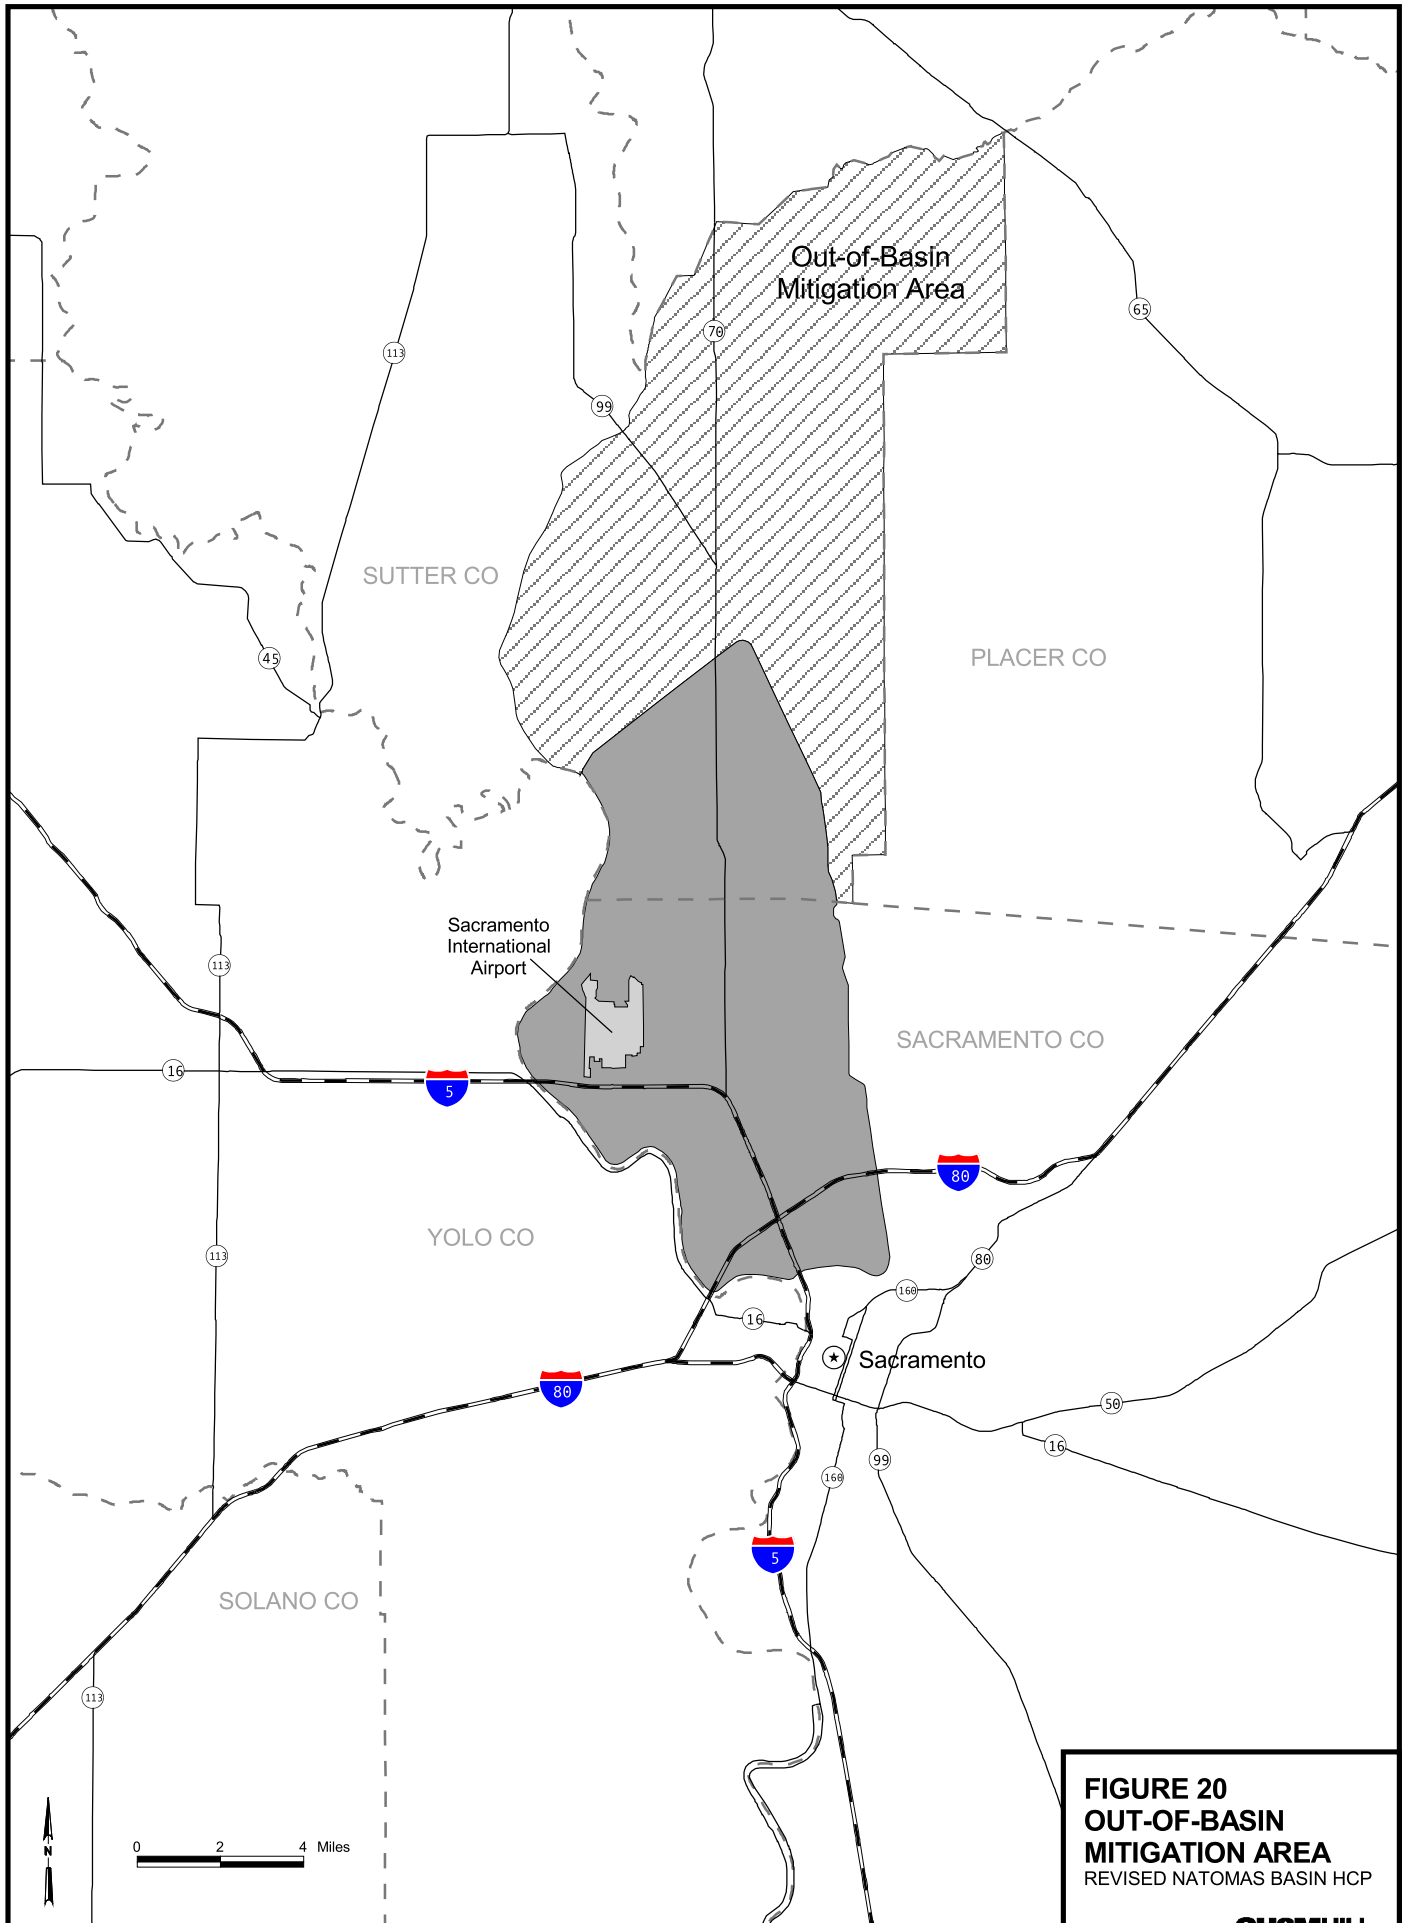 Out-of-Basin
Mitigation Area
65
70
113
99
SUTTER CO
45
PLACER CO
Sacramento
International
Airport
113
SACRAMENTO CO
16
5
80
YOLO CO
113
80
160
16
Sacramento
80
50
16
99
160
5
SOLANO CO
113
N
0 2 4 Miles
FIGURE 20
OUT-OF-BASIN
MITIGATION AREA
REVISED NATOMAS BASIN HCP